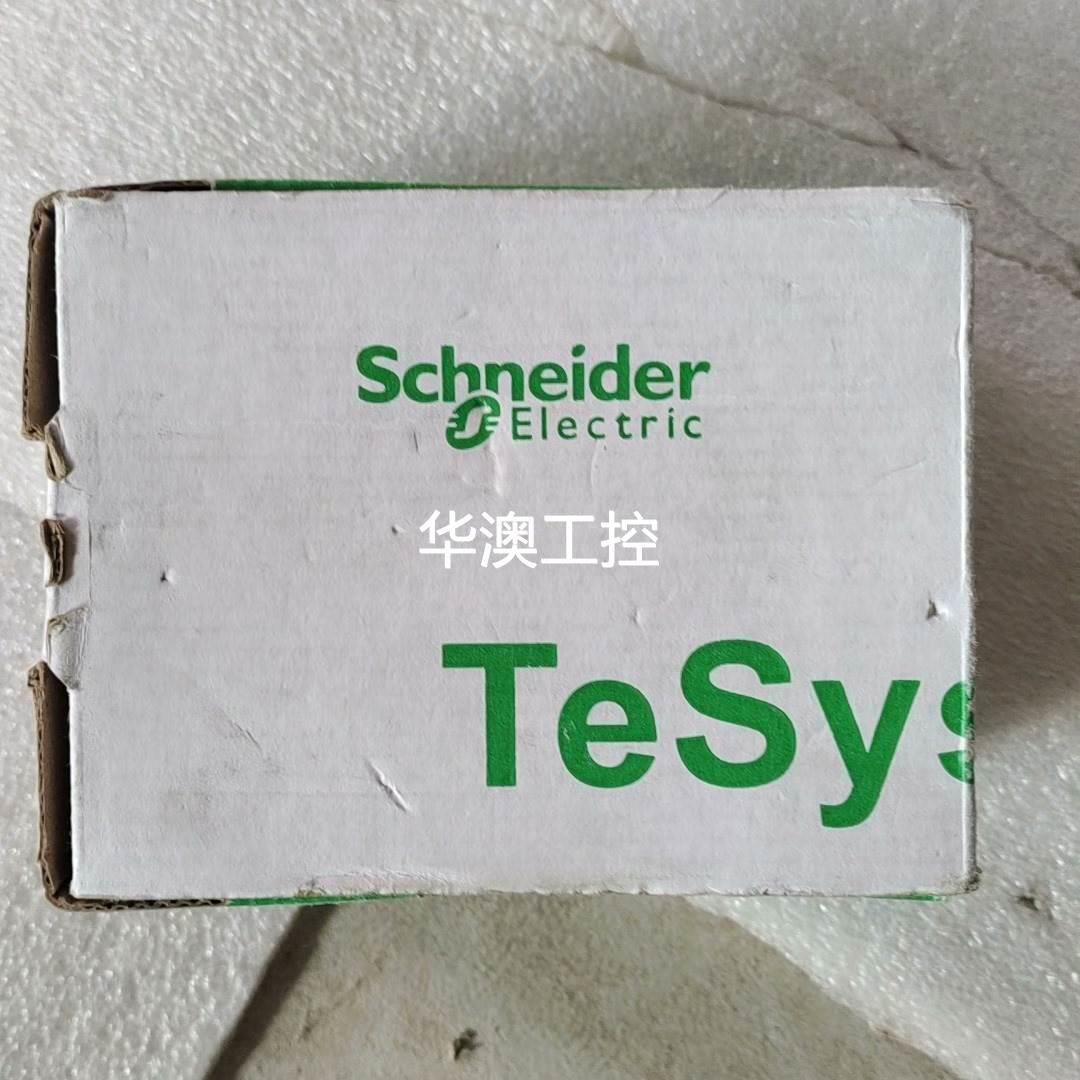 Schneider
Electric
华澳工控
TeSys